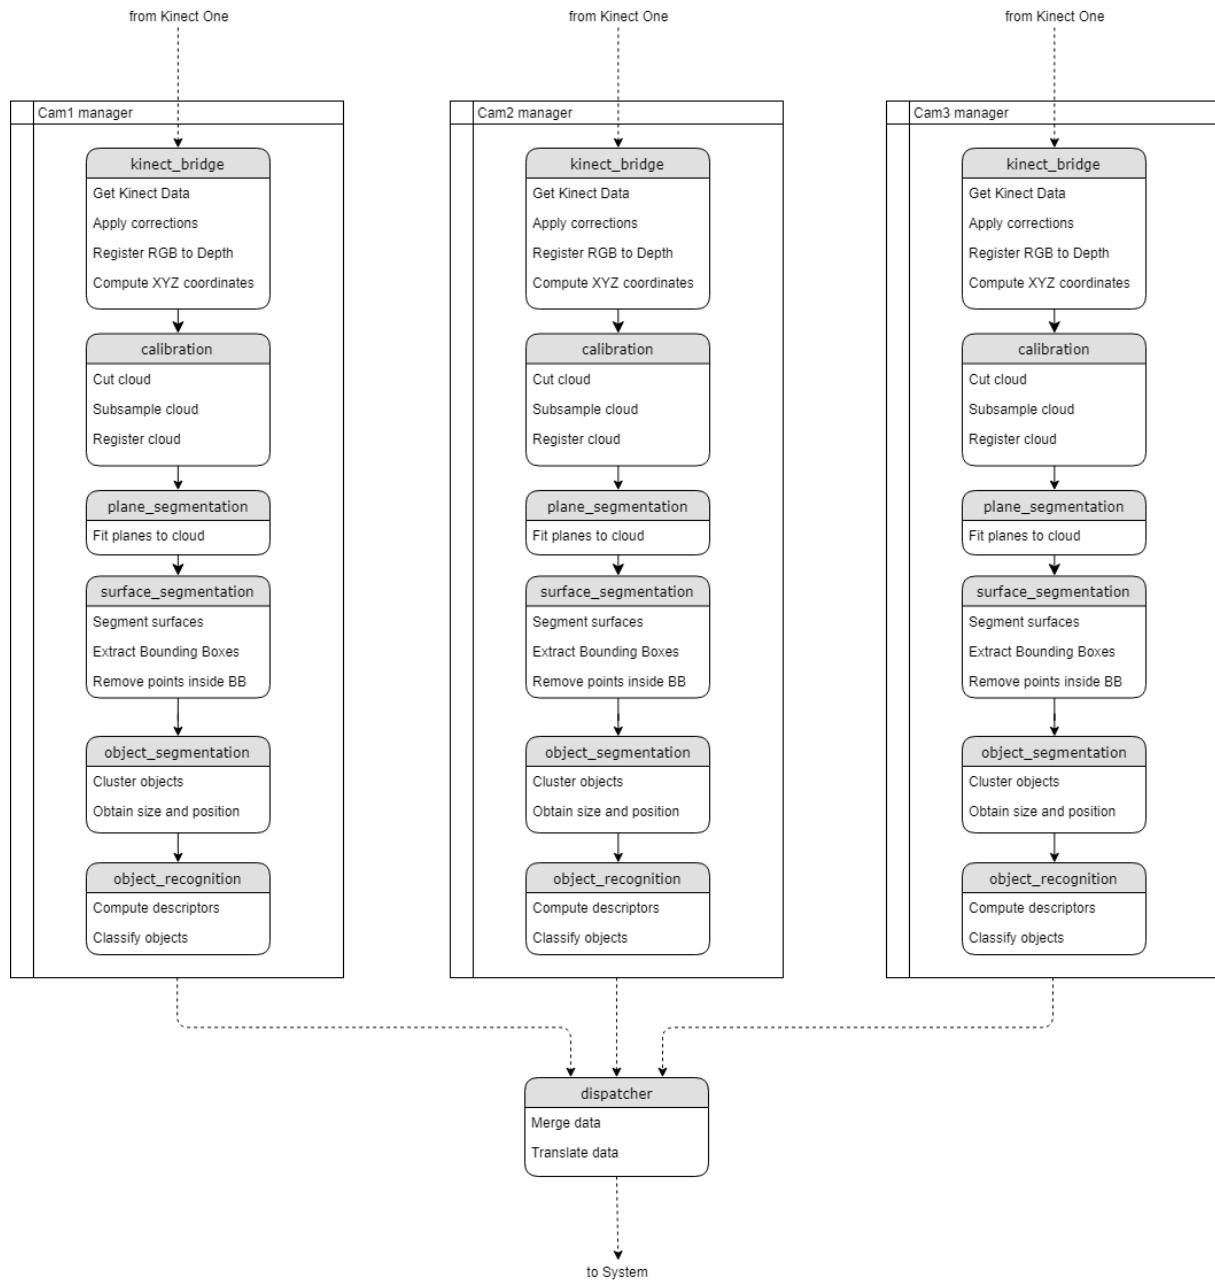 from Kinect One
from Kinect One
from Kinect One
Cam1 manager
kinect_bridge
Get Kinect Data
Apply corrections
Register RGB to Depth
Compute XYZ coordinates
calibration
Cut cloud
Subsample cloud
Register cloud
plane_segmentation
Fit planes to cloud
surface_segmentation
Segment surfaces
Extract Bounding Boxes
Remove points inside BB
object_segmentation
Cluster objects
Obtain size and position
object_recognition
Compute descriptors
Classify objects
Cam2 manager
kinect_bridge
Get Kinect Data
Apply corrections
Register RGB to Depth
Compute XYZ coordinates
calibration
Cut cloud
Subsample cloud
Register cloud
plane_segmentation
Fit planes to cloud
surface_segmentation
Segment surfaces
Extract Bounding Boxes
Remove points inside BB
object_segmentation
Cluster objects
Obtain size and position
object_recognition
Compute descriptors
Classify objects
Cam3 manager
kinect_bridge
Get Kinect Data
Apply corrections
Register RGB to Depth
Compute XYZ coordinates
calibration
Cut cloud
Subsample cloud
Register cloud
plane_segmentation
Fit planes to cloud
surface_segmentation
Segment surfaces
Extract Bounding Boxes
Remove points inside BB
object_segmentation
Cluster objects
Obtain size and position
object_recognition
Compute descriptors
Classify objects
dispatcher
Merge data
Translate data
to System